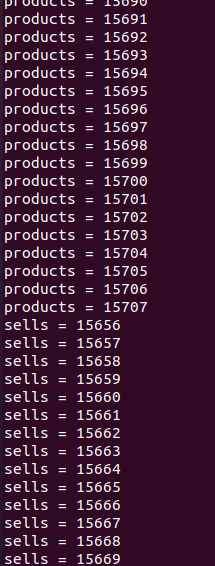 products = 15690
products = 15691
products = 15692
products = 15693
products = 15694
products = 15695
products = 15696
products = 15697
products = 15698
products = 15699
products = 15700
products = 15701
products = 15702
products = 15703
products = 15704
products = 15705
products = 15706
products = 15707
sells = 15656
sells = 15657
sells = 15658
sells = 15659
sells = 15660
sells = 15661
sells = 15662
sells = 15663
sells = 15664
sells = 15665
sells = 15666
sells = 15667
sells = 15668
sells = 15669